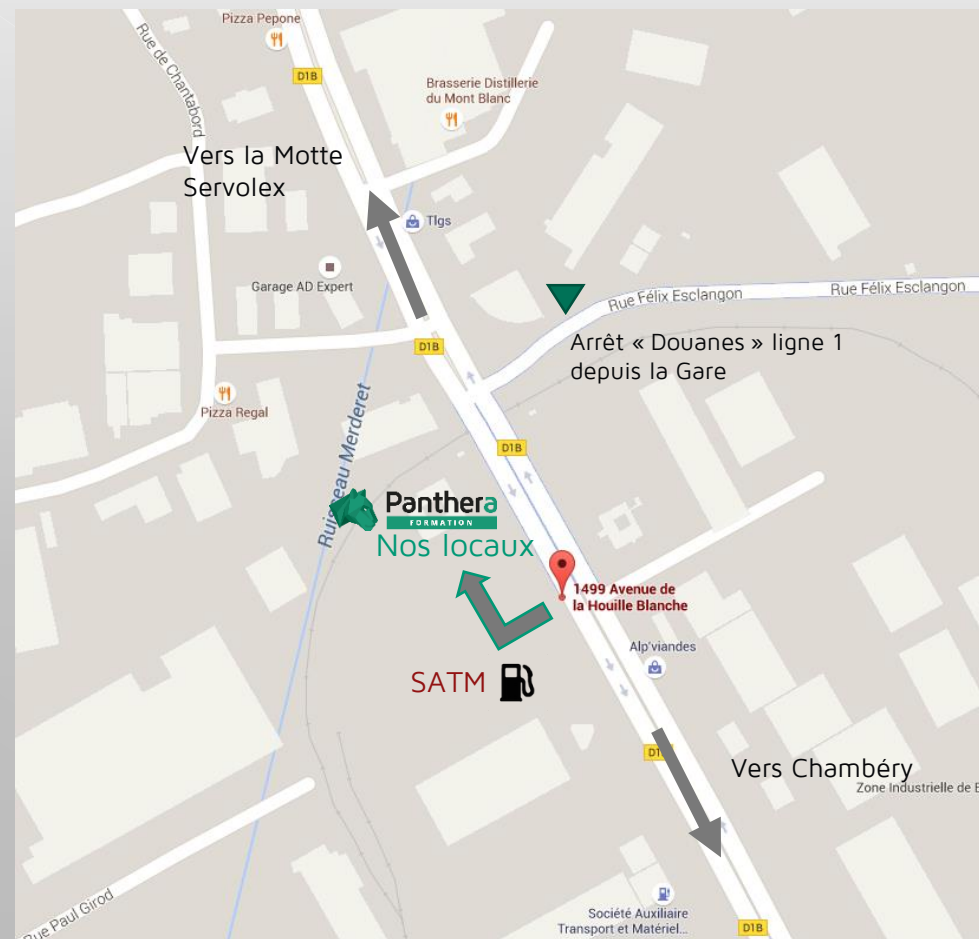 Pizza Pepone
Rue de Chantabord
D1B
Brasserie Distillerie
du Mont Blanc
Vers la Motte
Servolex
Tlgs
Garage AD Expert
Rue Félix Esclangon
Rue Félix Esclangon
D1B
Arrêt « Douanes » ligne 1
depuis la Gare
Pizza Regal
Ruisseau Merderet
D1B
Panthera
FORMATION
Nos locaux
1499 Avenue de
la Houille Blanche
Alp'viandes
SATM
Vers Chambéry
Zone Industrielle de
Rue Paul Girod
Société Auxiliaire
Transport et Matériel...
D1B